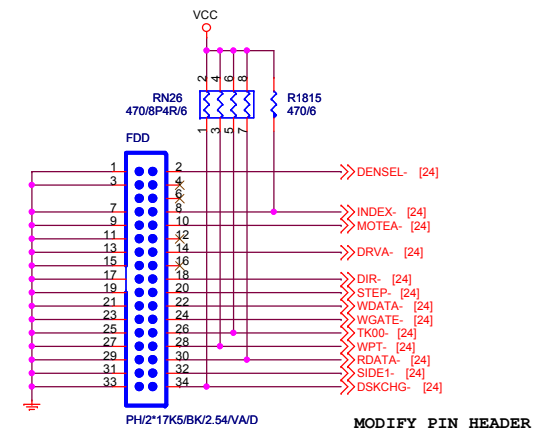 VCC
2 4 6 8
RN26
470/8P4R/6
R1815
470/6
1 3 5 7
FDD
1 2 DENSEL- [24]
3 4
6
7 8 INDEX- [24]
9 10 MOTEA- [24]
11 12
13 14 DRVA- [24]
15 16
17 18 DIR- [24]
19 20 STEP- [24]
21 22 WDATA- [24]
23 24 WGATE- [24]
25 26 TK00- [24]
27 28 WPT- [24]
29 30 RDATA- [24]
31 32 SIDE1- [24]
33 34 DSKCHG- [24]
PH/2*17K5/BK/2.54/VA/D
MODIFY PIN HEADER